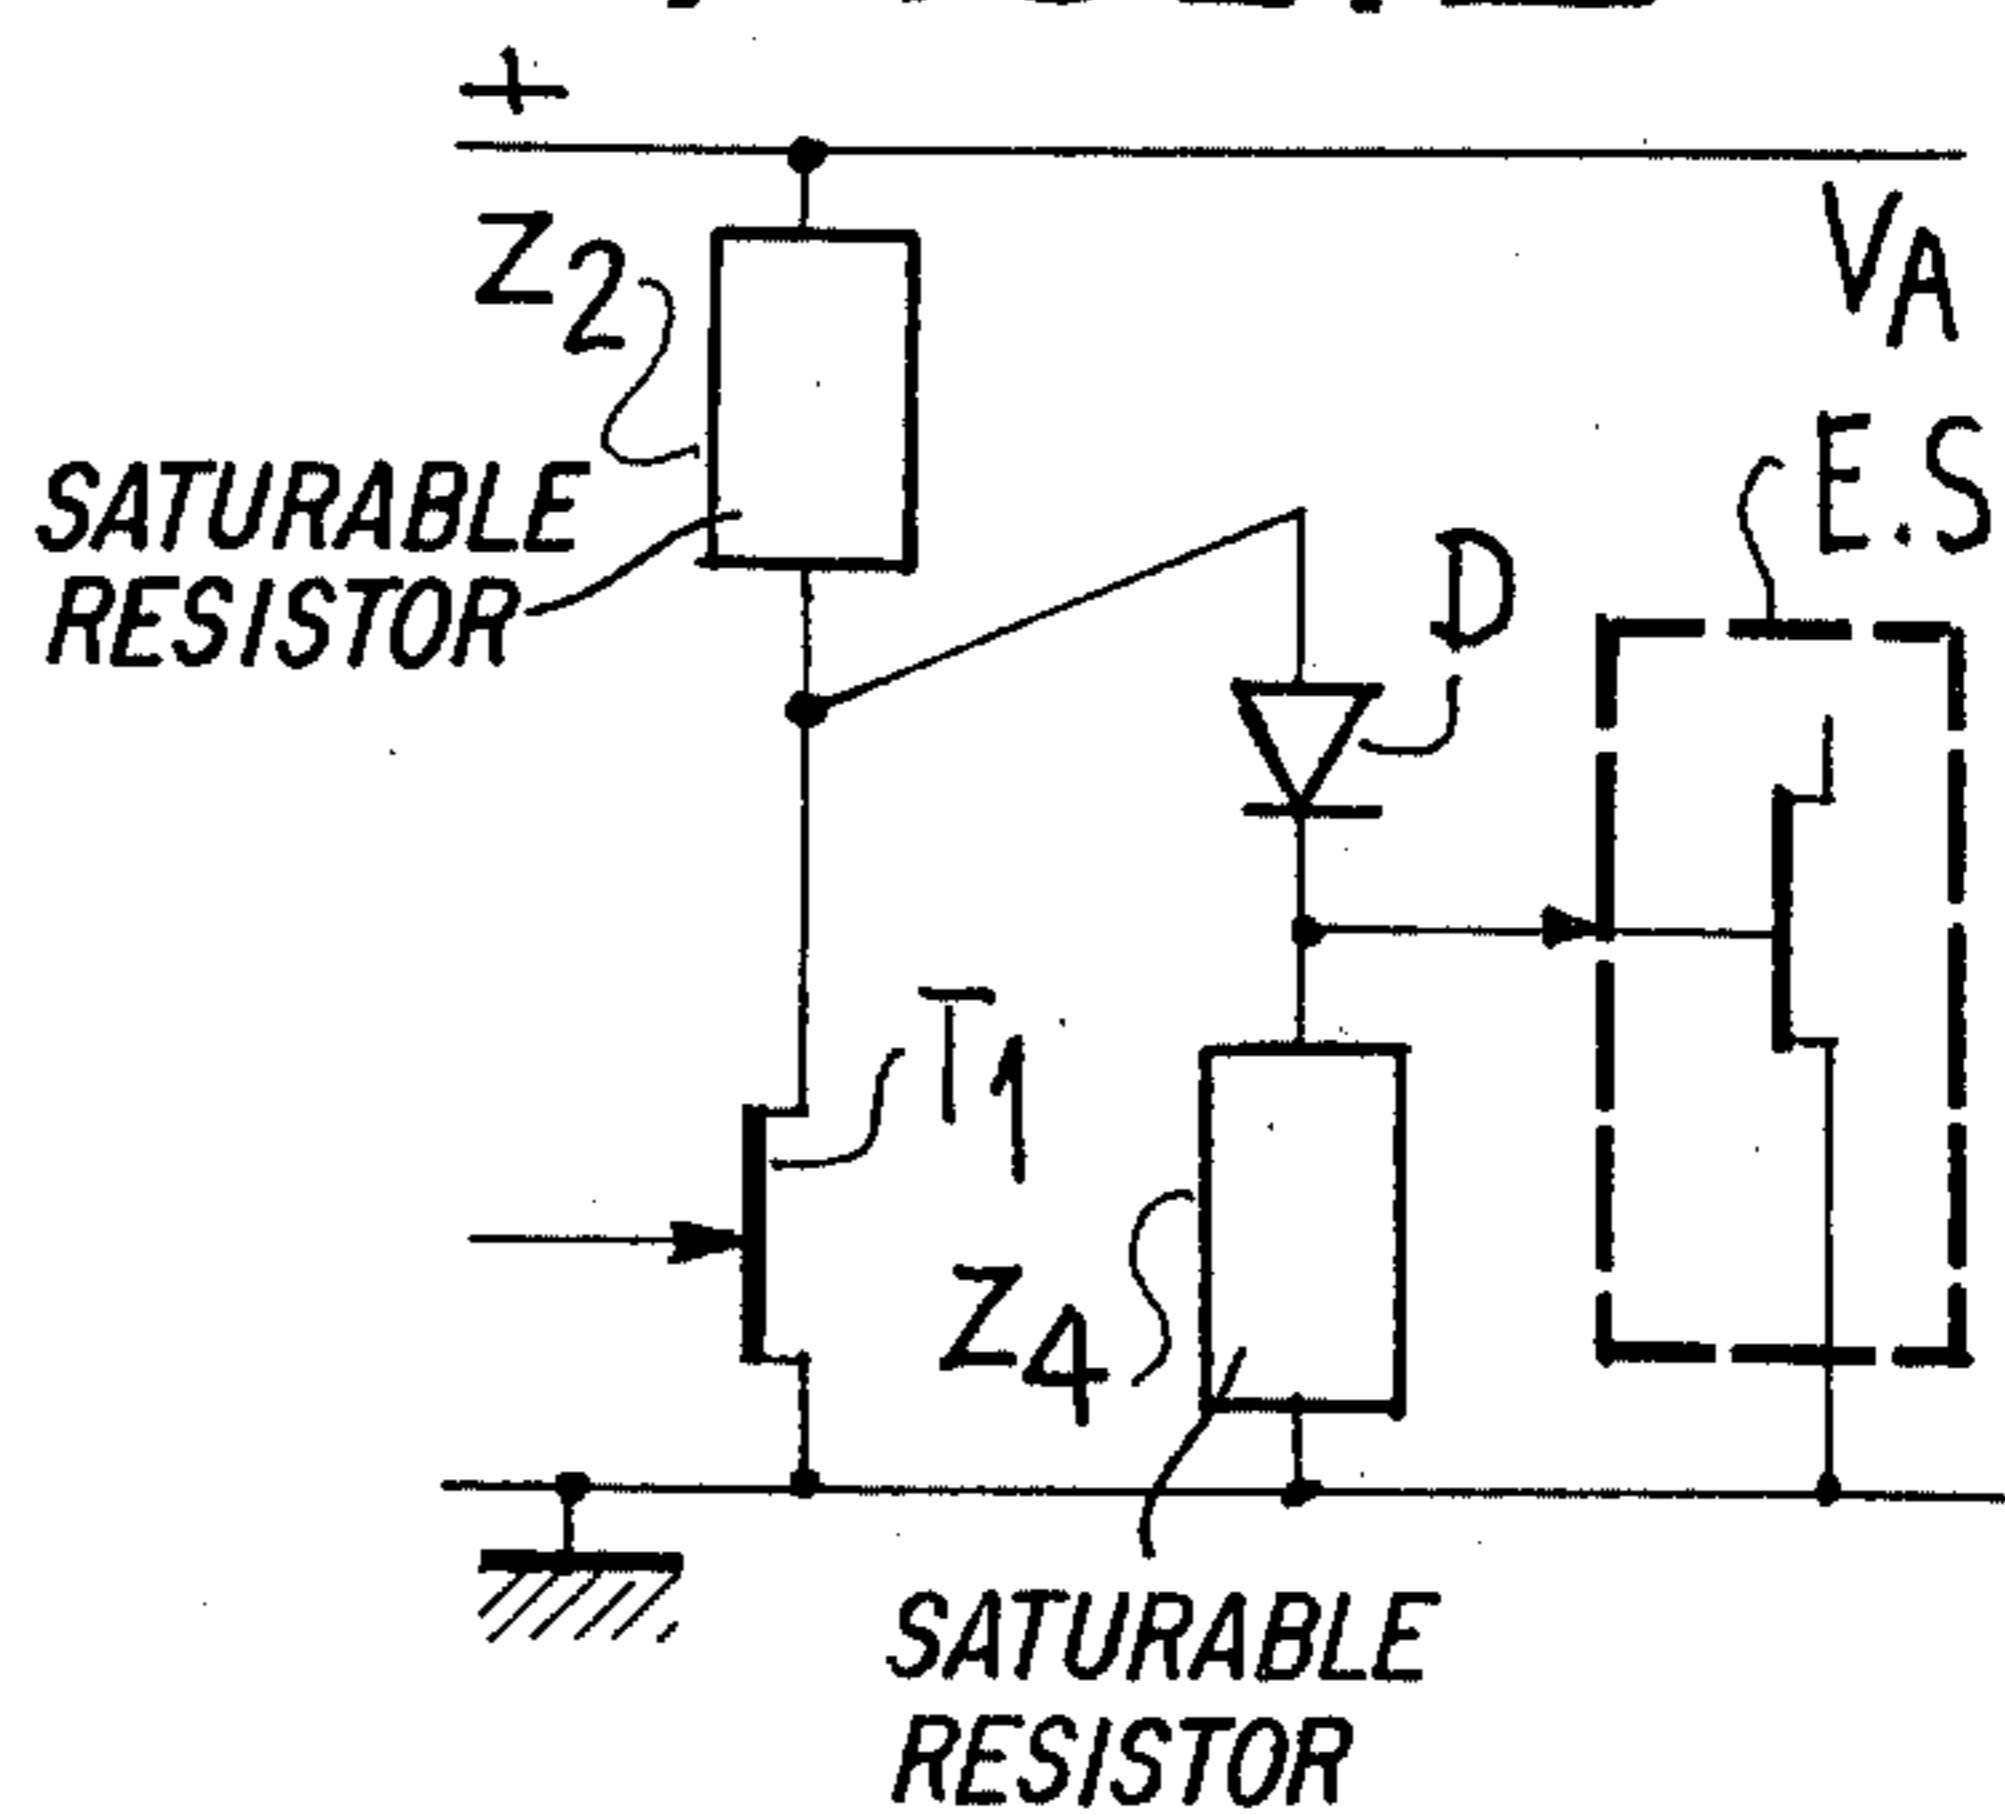 +
Z2
VA
E.S
SATURABLE
RESISTOR
D
T1
Z4
SATURABLE
RESISTOR